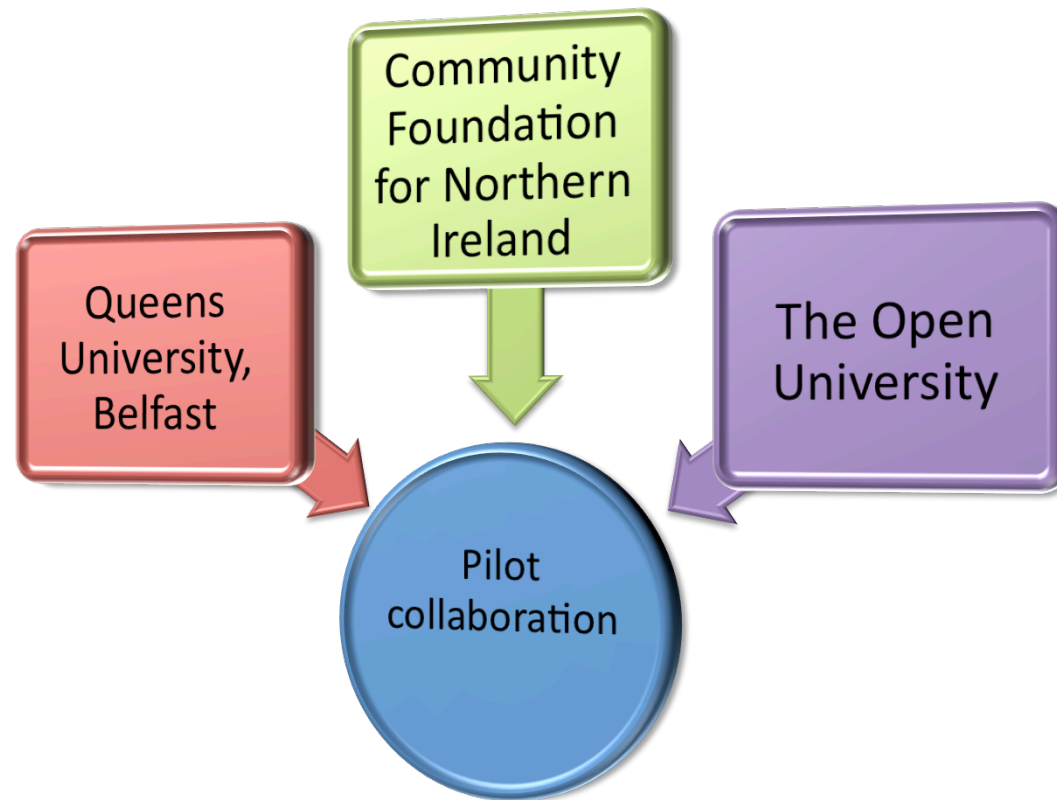 Community
Foundation
for Northern
Ireland
Queens
University,
Belfast
The Open
University
Pilot
collaboration